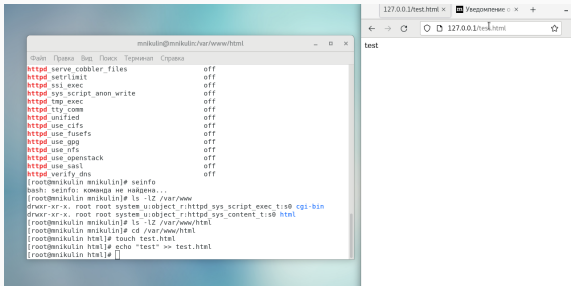 mnikulin@mnikulin:/var/www/html
Файл Правка Вид Поиск Терминал Справка
httpd_serve_cobbler_files off
httpd_setrlimit off
httpd_ssi_exec off
httpd_sys_script_anon_write off
httpd_tmp_exec off
httpd_tty_comm off
httpd_unified off
httpd_use_cifs off
httpd_use_fusefs off
httpd_use_gpg off
httpd_use_nfs off
httpd_use_openstack off
httpd_use_sasl off
httpd_verify_dns off
[root@mnikulin mnikulin]# seinfo
bash: seinfo: команда не найдена...
[root@mnikulin mnikulin]# ls -lZ /var/www
drwxr-xr-x. root root system_u:object_r:httpd_sys_script_exec_t:s0 cgi-bin
drwxr-xr-x. root root system_u:object_r:httpd_sys_content_t:s0 html
[root@mnikulin mnikulin]# ls -lZ /var/www/html
[root@mnikulin mnikulin]# cd /var/www/html
[root@mnikulin html]# touch test.html
[root@mnikulin html]# echo "test" >> test.html
[root@mnikulin html]#
127.0.0.1/test.html × Уведомление о ×
127.0.0.1/test.html
test